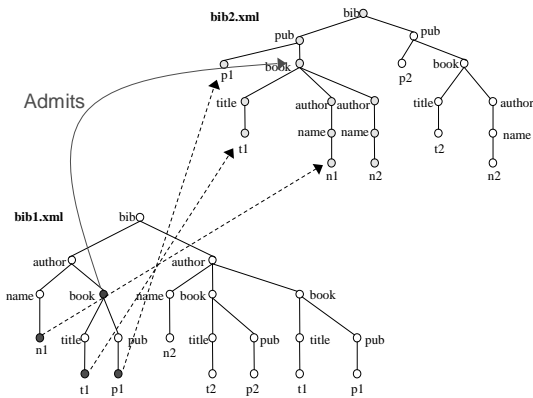 bib2.xml
bib
pub
pub
p1
book
p2
book
Admits
title
author
author
title
author
name
name
name
t1
t2
n1
n2
n2
bib1.xml
bib
author
author
name
book
name
book
book
n1
title
pub
n2
title
pub
title
pub
t1
p1
t2
p2
t1
p1